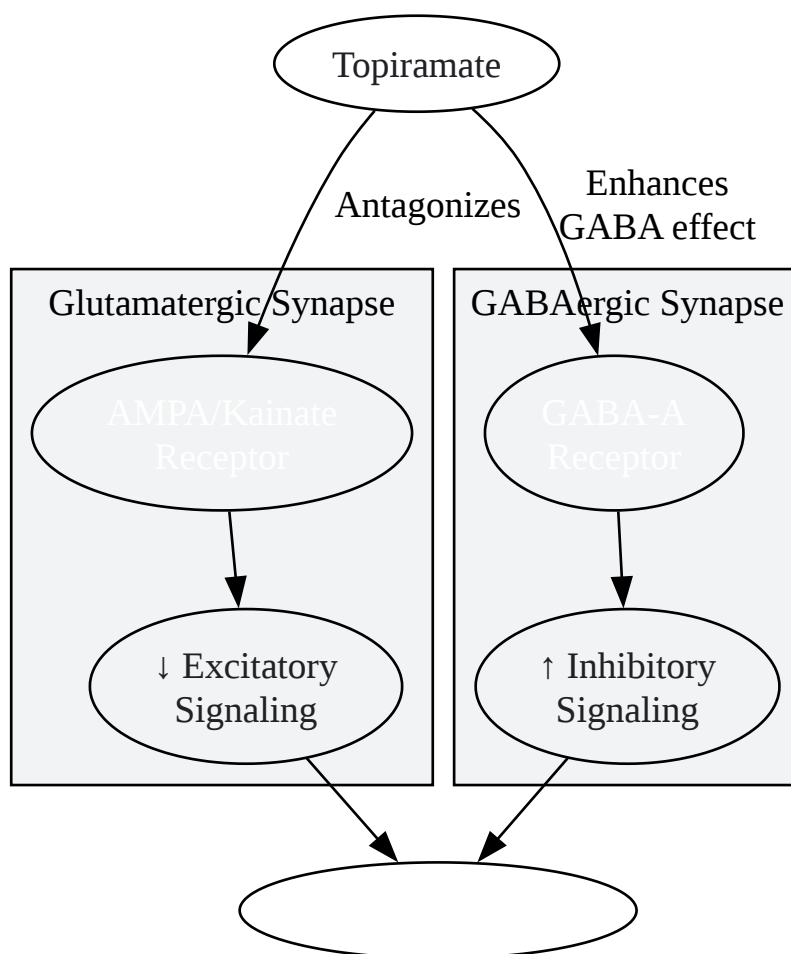 Topiramate
Antagonizes
Enhances
GABA effect
Glutamatergic Synapse
GABAergic Synapse
AMPA/Kainate
Receptor
GABA-A
Receptor
↓ Excitatory
Signaling
↑ Inhibitory
Signaling